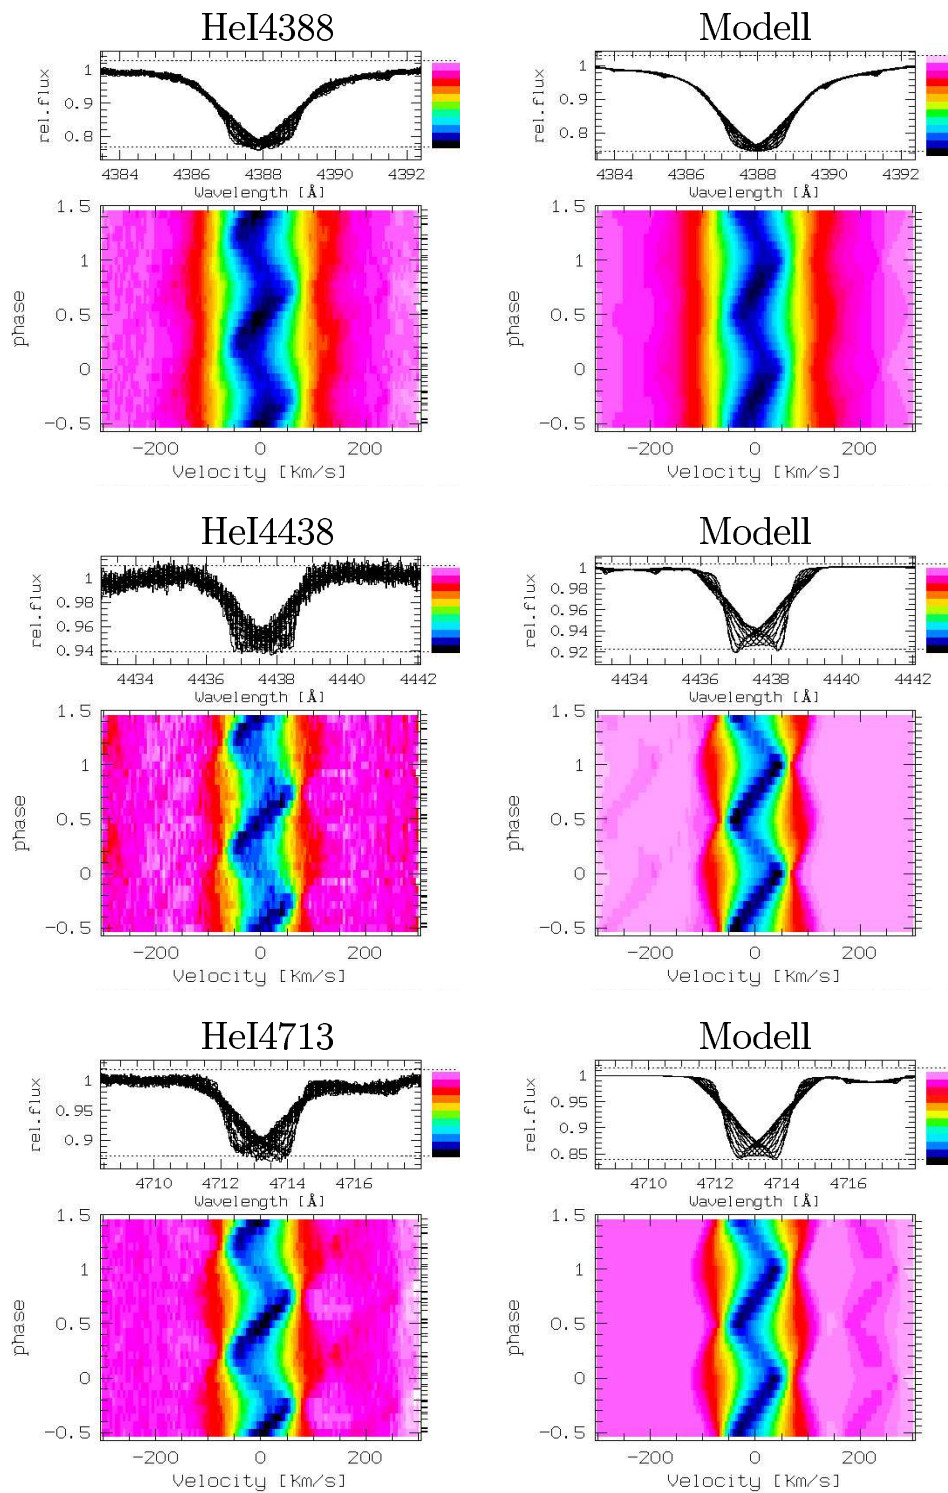 HeI4388
Modell
rel.flux
1
0.9
0.8
4384 4386 4388 4390 4392
Wavelength [Å]
rel.flux
1
0.9
0.8
4384 4386 4388 4390 4392
Wavelength [Å]
phase
1.5
1
0.5
0
-0.5
-200 0 200
Velocity [Km/s]
phase
1.5
1
0.5
0
-0.5
-200 0 200
Velocity [Km/s]
HeI4438
Modell
rel.flux
1
0.98
0.96
0.94
4434 4436 4438 4440 4442
Wavelength [Å]
rel.flux
1
0.98
0.96
0.94
0.92
4434 4436 4438 4440 4442
Wavelength [Å]
phase
1.5
1
0.5
0
-0.5
-200 0 200
Velocity [Km/s]
phase
1.5
1
0.5
0
-0.5
-200 0 200
Velocity [Km/s]
HeI4713
Modell
rel.flux
1
0.95
0.9
4710 4712 4714 4716
Wavelength [Å]
rel.flux
1
0.95
0.9
0.85
4710 4712 4714 4716
Wavelength [Å]
phase
1.5
1
0.5
0
-0.5
-200 0 200
Velocity [Km/s]
phase
1.5
1
0.5
0
-0.5
-200 0 200
Velocity [Km/s]